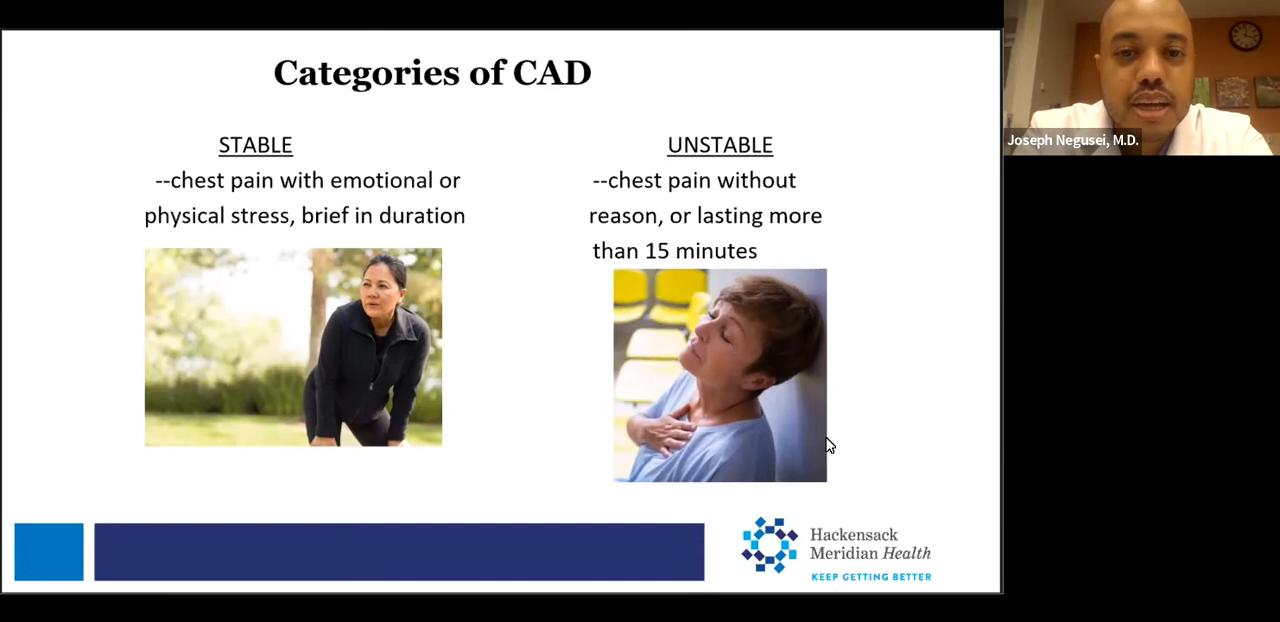 Categories of CAD
STABLE
--chest pain with emotional or
physical stress, brief in duration
UNSTABLE
--chest pain without
reason, or lasting more
than 15 minutes
Hackensack
Meridian Health
KEEP GETTING BETTER
Joseph Negusei, M.D.